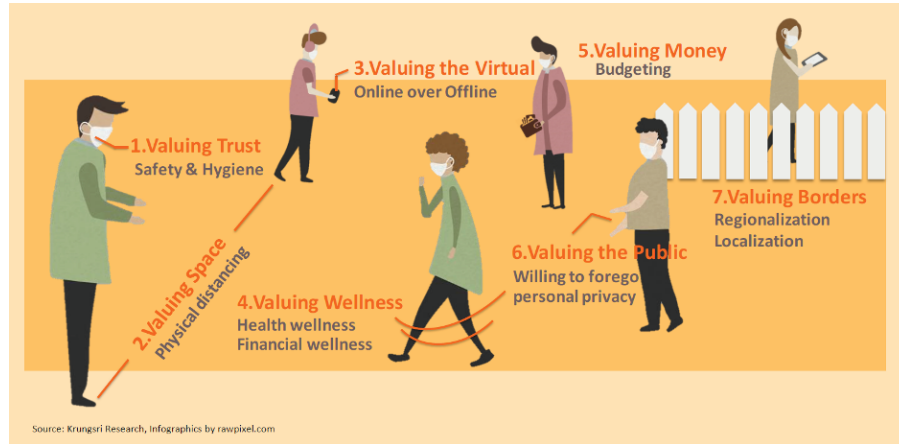 1.Valuing Trust
Safety & Hygiene
2.Valuing Space
Physical distancing
3.Valuing the Virtual
Online over Offline
4.Valuing Wellness
Health wellness
Financial wellness
5.Valuing Money
Budgeting
6.Valuing the Public
Willing to forego
personal privacy
7.Valuing Borders
Regionalization
Localization
Source: Krungsri Research, Infographics by rawpixel.com